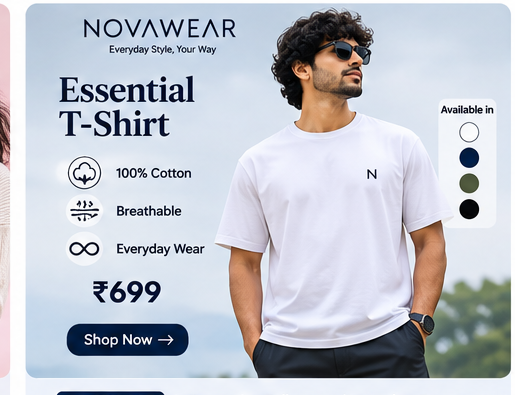 NOVAWEAR
Everyday Style, Your Way
Essential
T-Shirt
100% Cotton
Breathable
Everyday Wear
₹699
Shop Now →
Available in
N